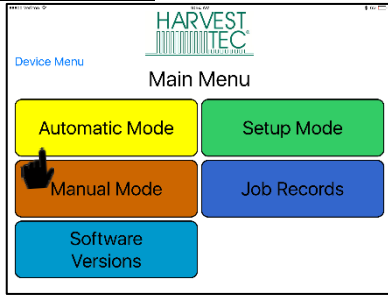 HARVEST
TEC
Device Menu
Main Menu
Automatic Mode
Setup Mode
Manual Mode
Job Records
Software
Versions